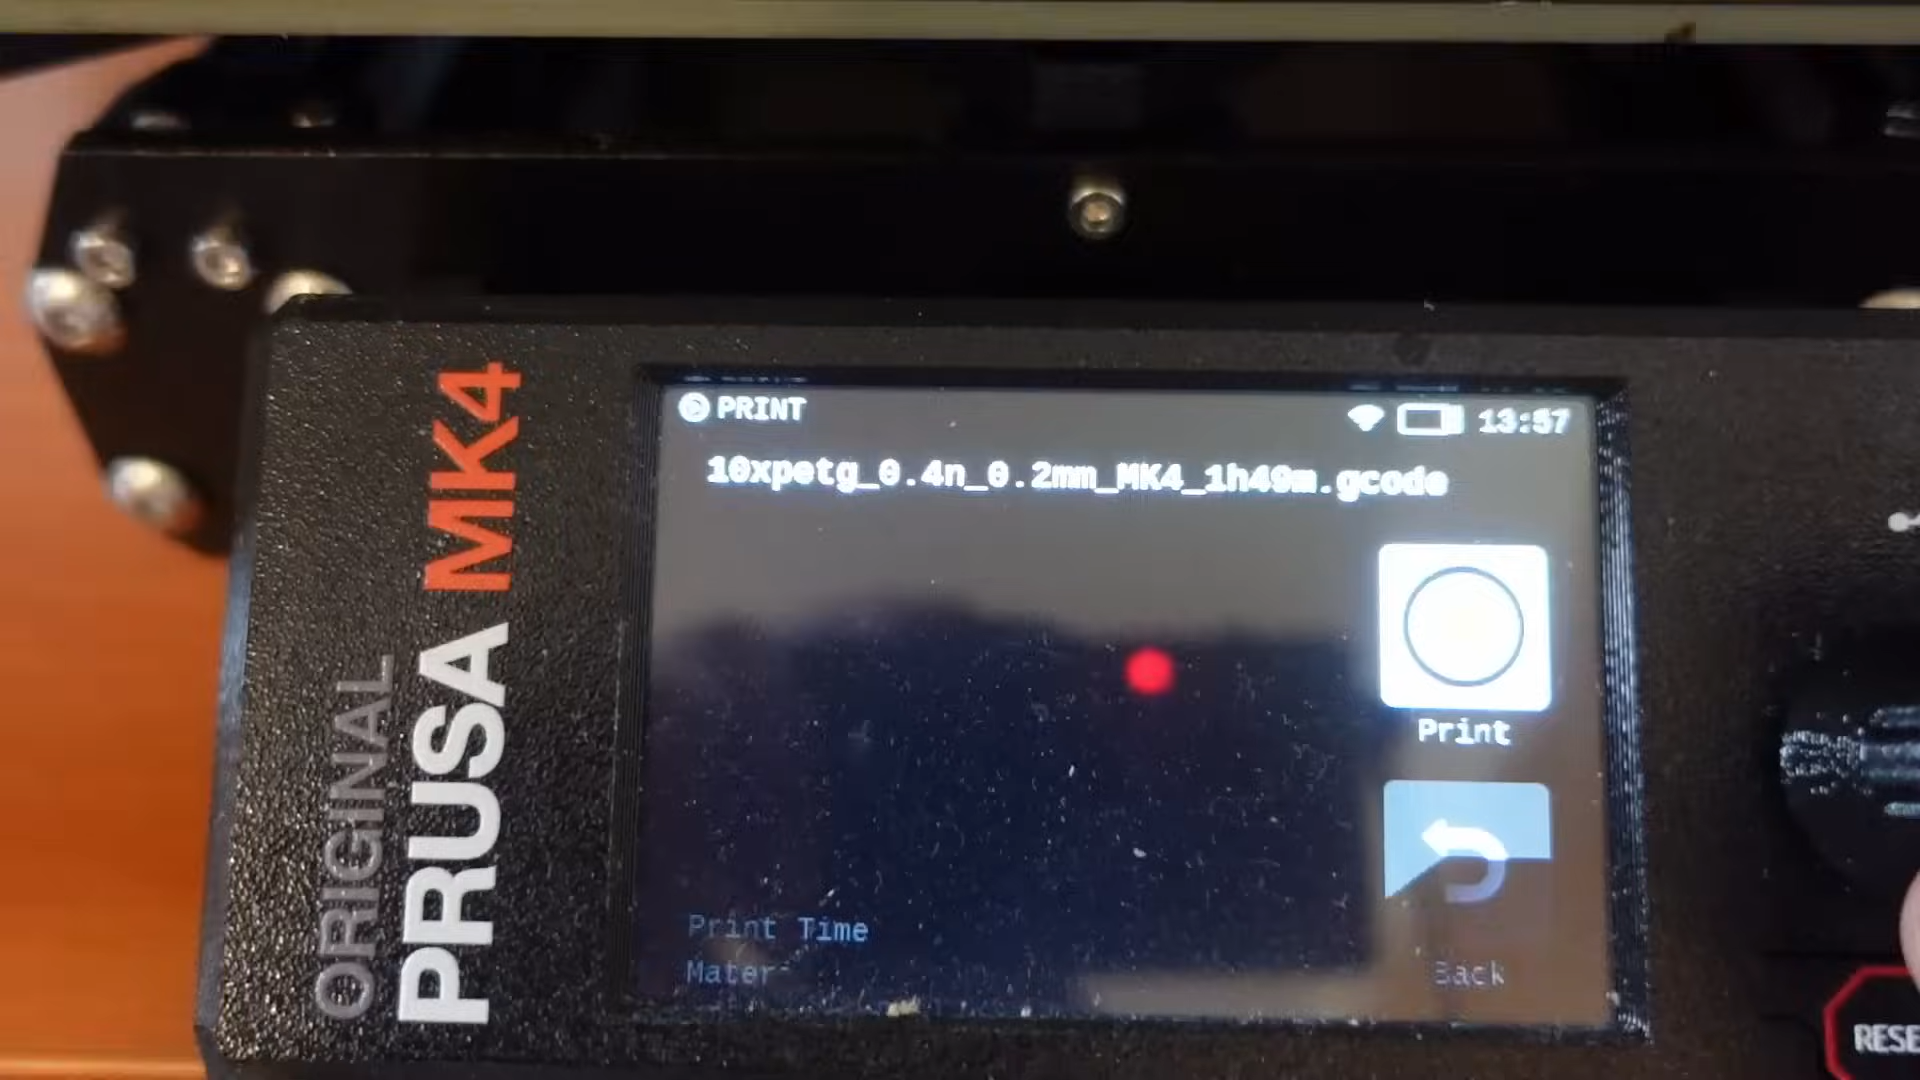 ORIGINAL
PRUSA MK4
PRINT
13:57
10xpetg_0.4n_0.2mm_MK4_1h49m.gcode
Print
Print Time
Back